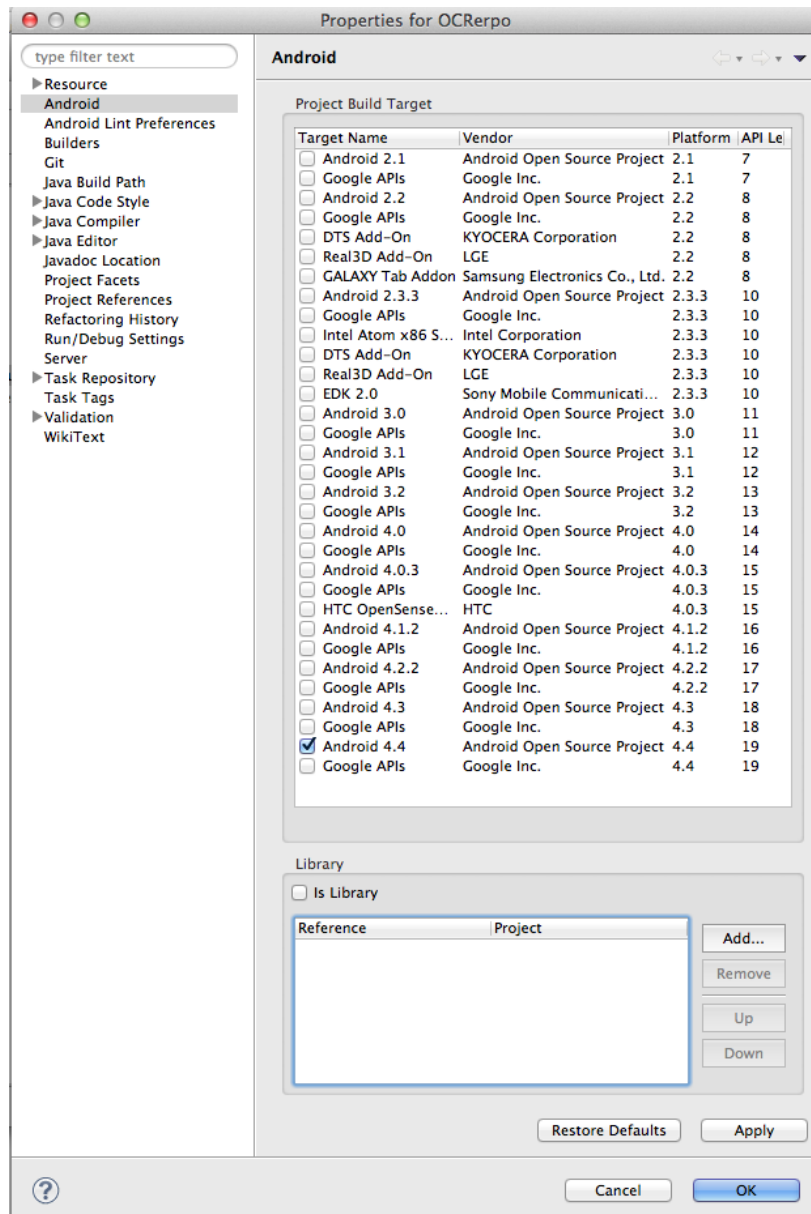 Properties for OCRerpo
type filter text
Resource
Android
Android Lint Preferences
Builders
Git
Java Build Path
Java Code Style
Java Compiler
Java Editor
Javadoc Location
Project Facets
Project References
Refactoring History
Run/Debug Settings
Server
Task Repository
Task Tags
Validation
WikiText
Android
Project Build Target
Target Name Vendor Platform API Le
Android 2.1 Android Open Source Project 2.1 7
Google APIs Google Inc. 2.1 7
Android 2.2 Android Open Source Project 2.2 8
Google APIs Google Inc. 2.2 8
DTS Add-On KYOCERA Corporation 2.2 8
Real3D Add-On LGE 2.2 8
GALAXY Tab Addon Samsung Electronics Co., Ltd. 2.2 8
Android 2.3.3 Android Open Source Project 2.3.3 10
Google APIs Google Inc. 2.3.3 10
Intel Atom x86 S... Intel Corporation 2.3.3 10
DTS Add-On KYOCERA Corporation 2.3.3 10
Real3D Add-On LGE 2.3.3 10
EDK 2.0 Sony Mobile Communicati... 2.3.3 10
Android 3.0 Android Open Source Project 3.0 11
Google APIs Google Inc. 3.0 11
Android 3.1 Android Open Source Project 3.1 12
Google APIs Google Inc. 3.1 12
Android 3.2 Android Open Source Project 3.2 13
Google APIs Google Inc. 3.2 13
Android 4.0 Android Open Source Project 4.0 14
Google APIs Google Inc. 4.0 14
Android 4.0.3 Android Open Source Project 4.0.3 15
Google APIs Google Inc. 4.0.3 15
HTC OpenSense... HTC 4.0.3 15
Android 4.1.2 Android Open Source Project 4.1.2 16
Google APIs Google Inc. 4.1.2 16
Android 4.2.2 Android Open Source Project 4.2.2 17
Google APIs Google Inc. 4.2.2 17
Android 4.3 Android Open Source Project 4.3 18
Google APIs Google Inc. 4.3 18
Android 4.4 Android Open Source Project 4.4 19
Google APIs Google Inc. 4.4 19
Library
Is Library
Reference Project
Add...
Remove
Up
Down
Restore Defaults Apply
? Cancel OK